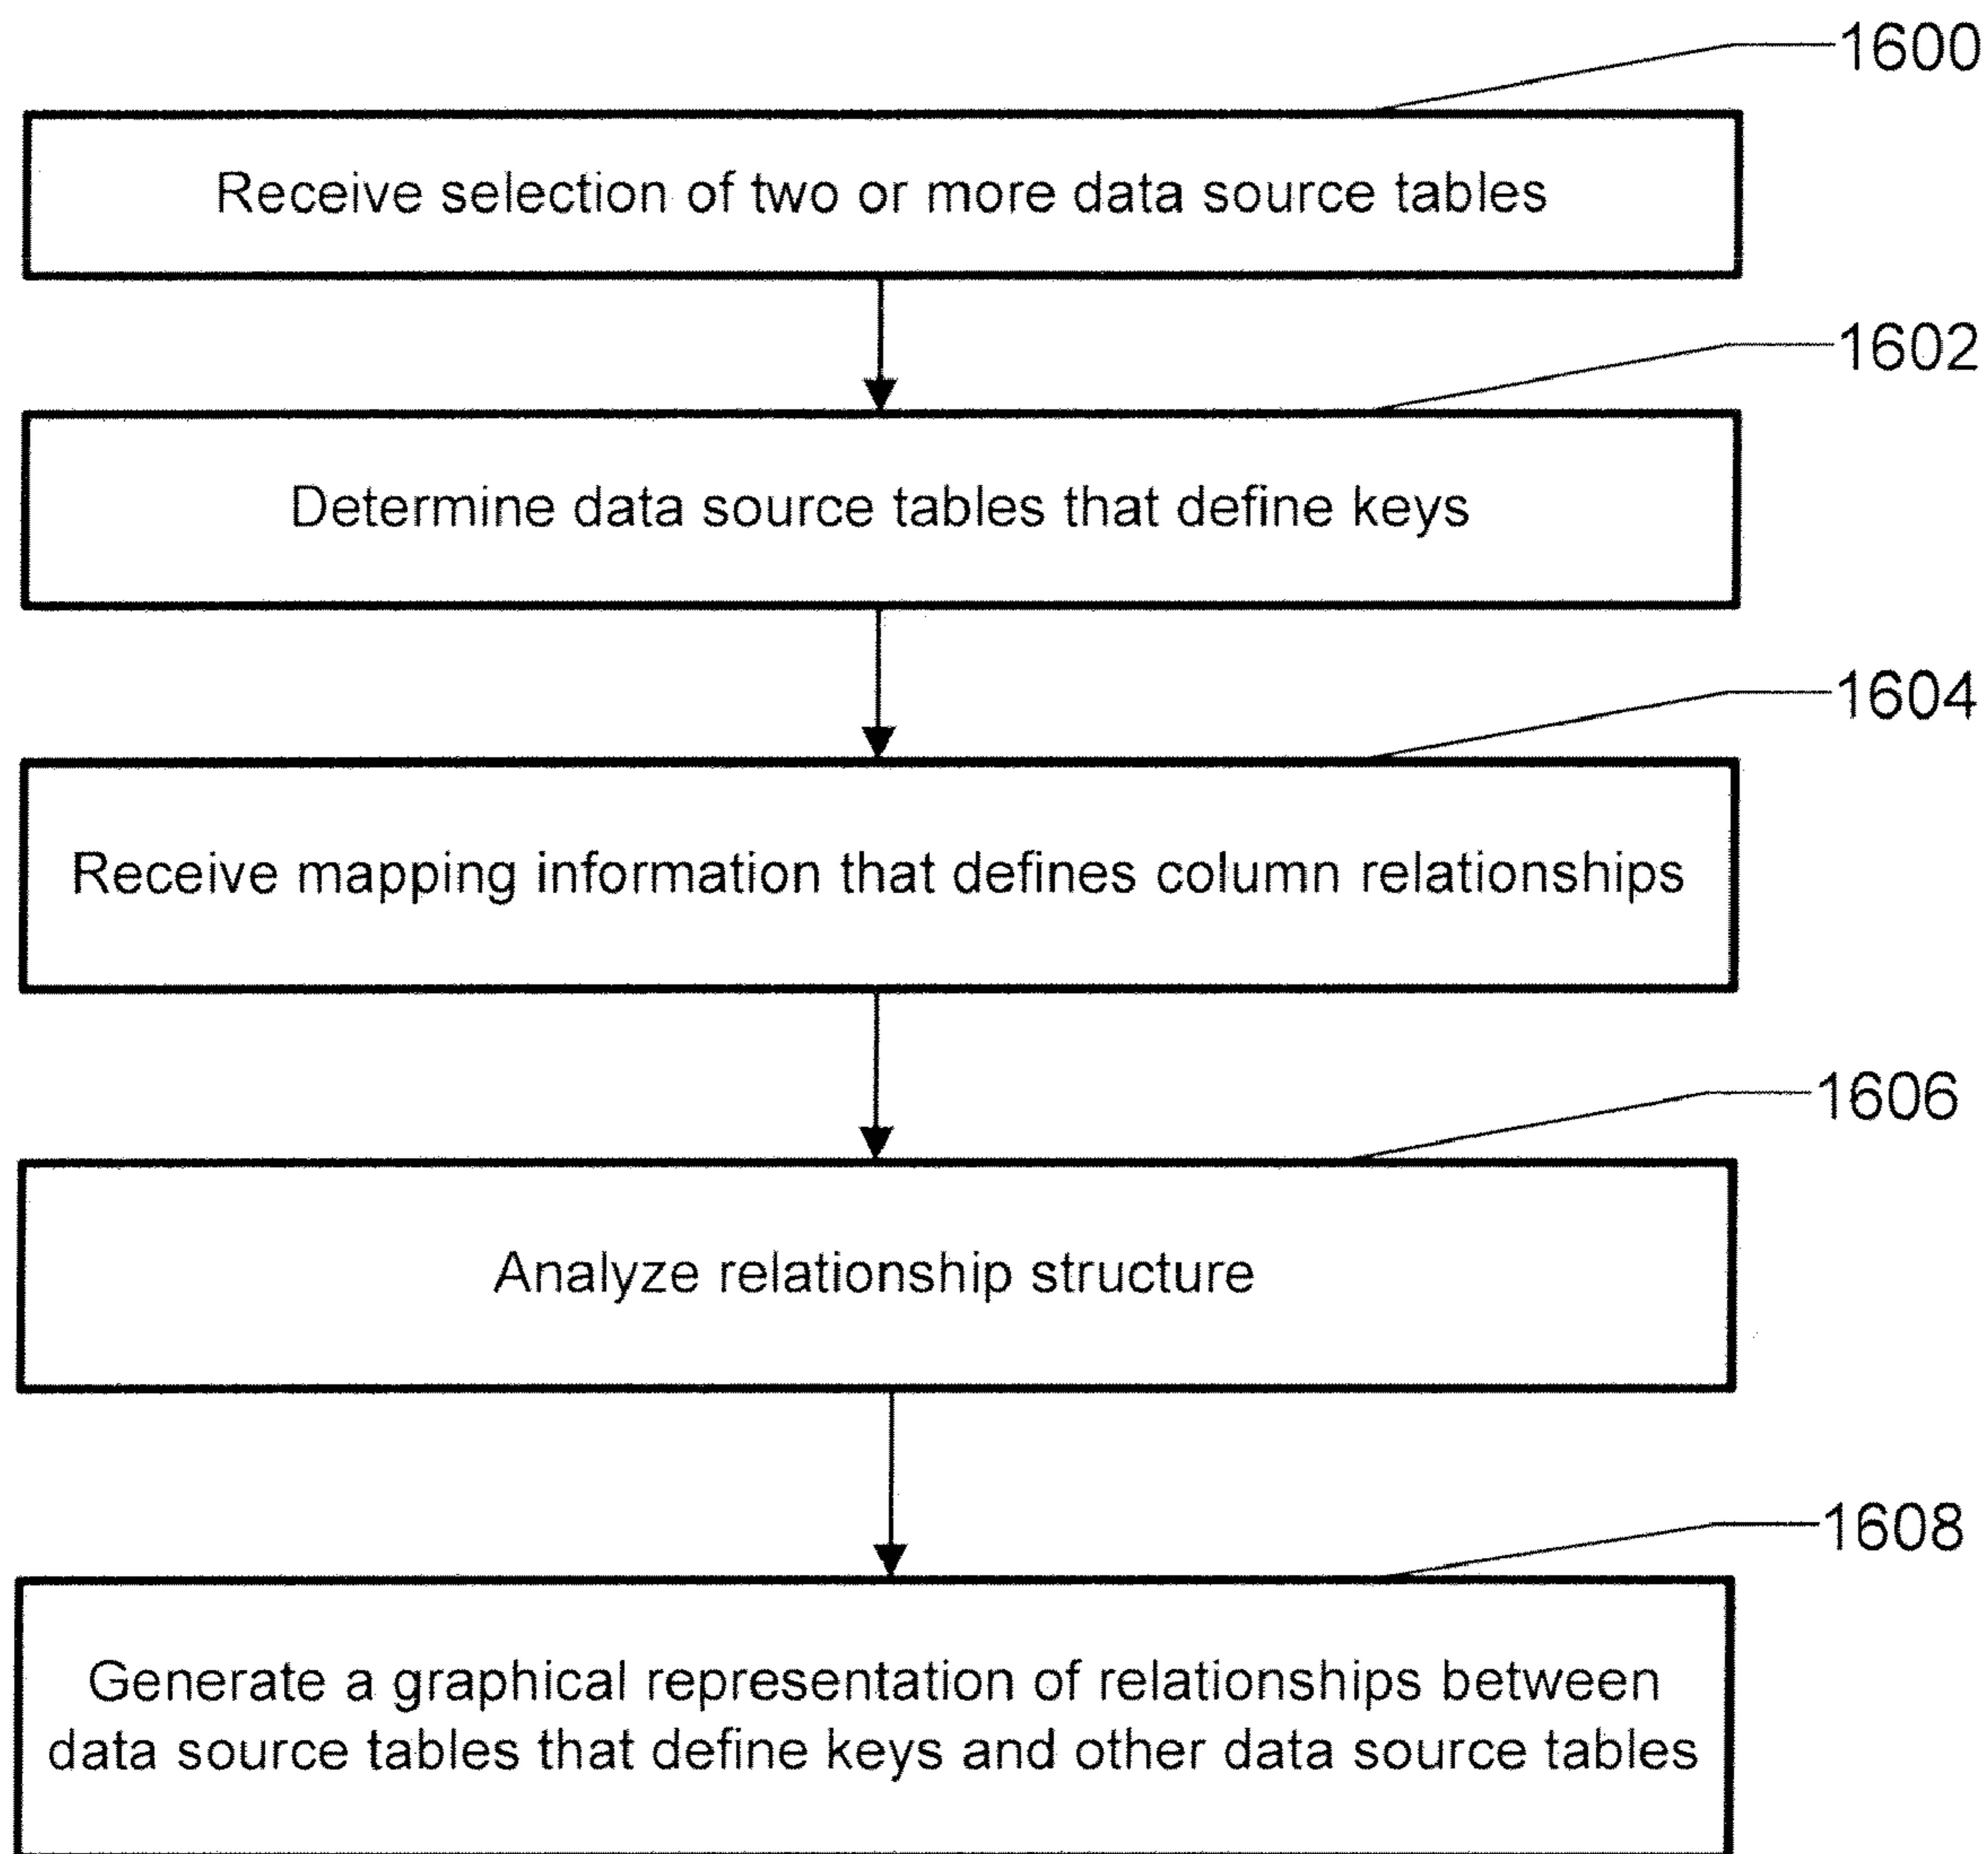 1600
Receive selection of two or more data source tables
1602
Determine data source tables that define keys
1604
Receive mapping information that defines column relationships
1606
Analyze relationship structure
1608
Generate a graphical representation of relationships between
data source tables that define keys and other data source tables